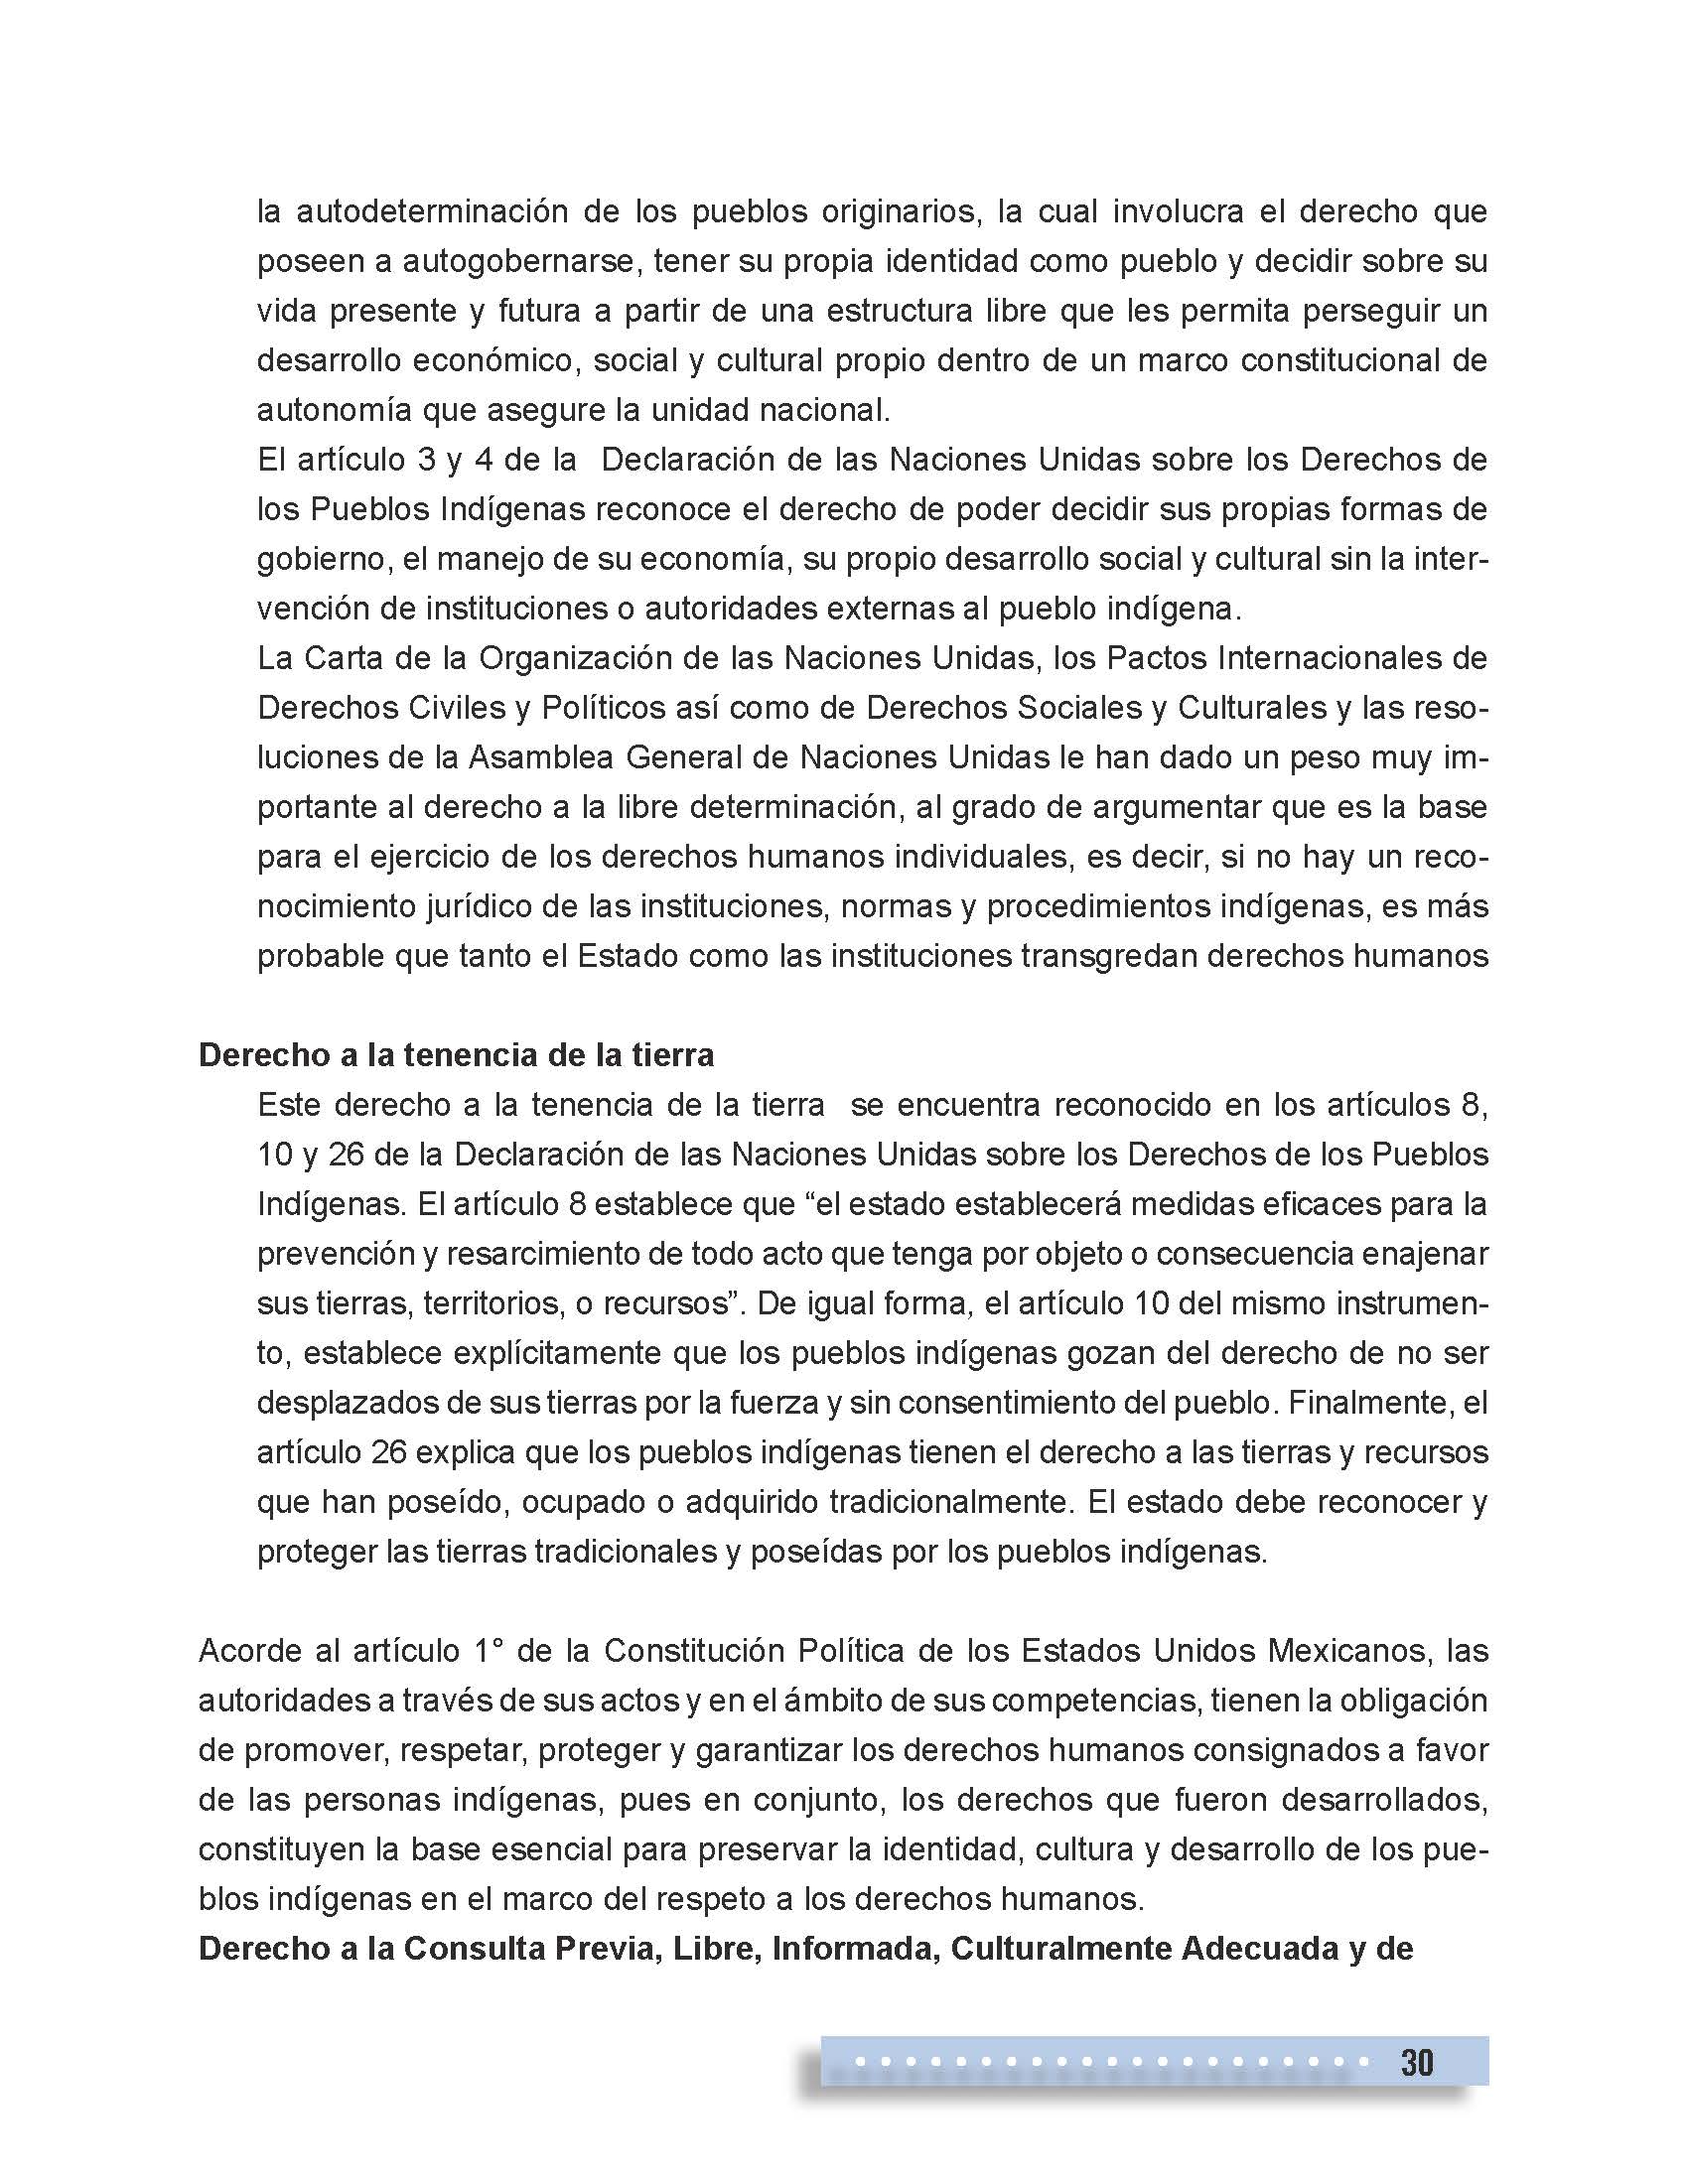 la autodeterminación de los pueblos originarios, la cual involucra el derecho que
poseen a autogobernarse, tener su propia identidad como pueblo y decidir sobre su
vida presente y futura a partir de una estructura libre que les permita perseguir un
desarrollo económico, social y cultural propio dentro de un marco constitucional de
autonomía que asegure la unidad nacional.
El artículo 3 y 4 de la  Declaración de las Naciones Unidas sobre los Derechos de
los Pueblos Indígenas reconoce el derecho de poder decidir sus propias formas de
gobierno, el manejo de su economía, su propio desarrollo social y cultural sin la inter-
vención de instituciones o autoridades externas al pueblo indígena.
La Carta de la Organización de las Naciones Unidas, los Pactos Internacionales de
Derechos Civiles y Políticos así como de Derechos Sociales y Culturales y las reso-
luciones de la Asamblea General de Naciones Unidas le han dado un peso muy im-
portante al derecho a la libre determinación, al grado de argumentar que es la base
para el ejercicio de los derechos humanos individuales, es decir, si no hay un reco-
nocimiento jurídico de las instituciones, normas y procedimientos indígenas, es más
probable que tanto el Estado como las instituciones transgredan derechos humanos
Derecho a la tenencia de la tierra
Este derecho a la tenencia de la tierra  se encuentra reconocido en los artículos 8,
10 y 26 de la Declaración de las Naciones Unidas sobre los Derechos de los Pueblos
Indígenas. El artículo 8 establece que “el estado establecerá medidas eficaces para la
prevención y resarcimiento de todo acto que tenga por objeto o consecuencia enajenar
sus tierras, territorios, o recursos”. De igual forma, el artículo 10 del mismo instrumen-
to, establece explícitamente que los pueblos indígenas gozan del derecho de no ser
desplazados de sus tierras por la fuerza y sin consentimiento del pueblo. Finalmente, el
artículo 26 explica que los pueblos indígenas tienen el derecho a las tierras y recursos
que han poseído, ocupado o adquirido tradicionalmente. El estado debe reconocer y
proteger las tierras tradicionales y poseídas por los pueblos indígenas.
Acorde al artículo 1° de la Constitución Política de los Estados Unidos Mexicanos, las
autoridades a través de sus actos y en el ámbito de sus competencias, tienen la obligación
de promover, respetar, proteger y garantizar los derechos humanos consignados a favor
de las personas indígenas, pues en conjunto, los derechos que fueron desarrollados,
constituyen la base esencial para preservar la identidad, cultura y desarrollo de los pue-
blos indígenas en el marco del respeto a los derechos humanos.
Derecho a la Consulta Previa, Libre, Informada, Culturalmente Adecuada y de
30